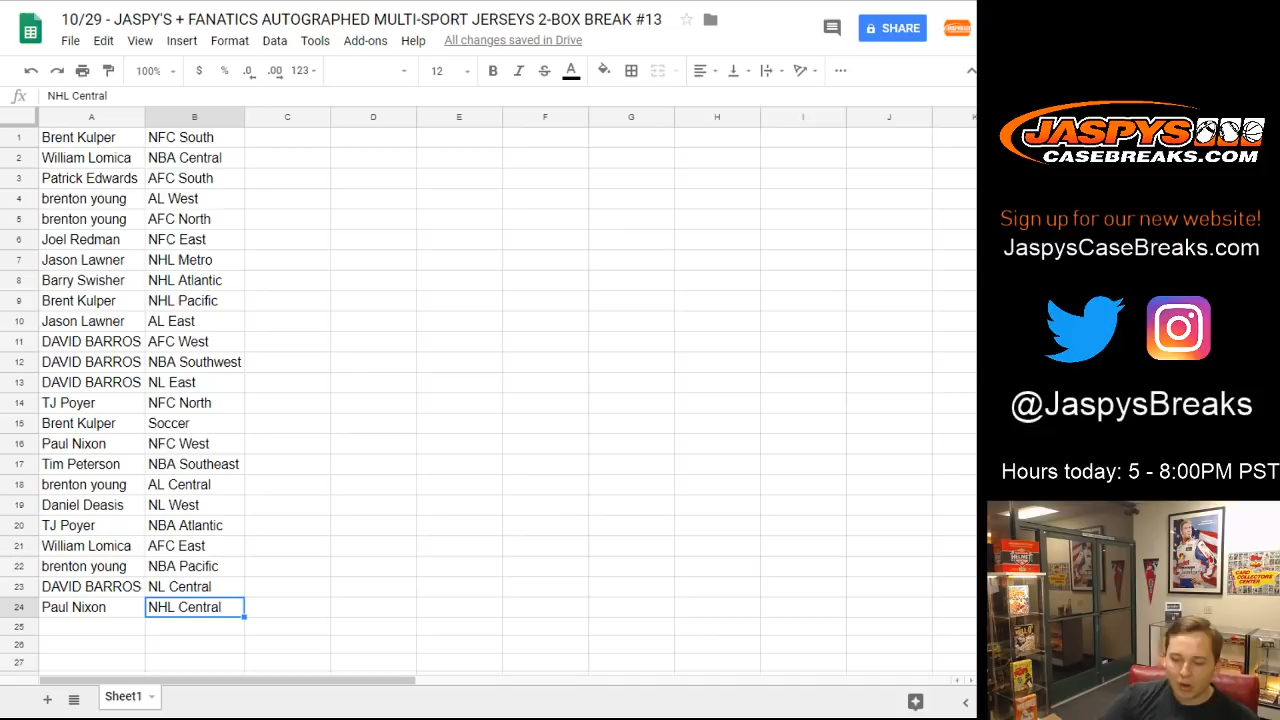 10/29 - JASPY'S + FANATICS AUTOGRAPHED MULTI-SPORT JERSEYS 2-BOX BREAK #13
File Edit View Insert Format Data Tools Add-ons Help All changes saved in Drive
SHARE
100% $ % .0 .00 123 12 B I S A
fx NHL Central
A B C D E F G H I J K
1 Brent Kulper NFC South
2 William Lomica NBA Central
3 Patrick Edwards AFC South
4 brenton young AL West
5 brenton young AFC North
6 Joel Redman NFC East
7 Jason Lawner NHL Metro
8 Barry Swisher NHL Atlantic
9 Brent Kulper NHL Pacific
10 Jason Lawner AL East
11 DAVID BARROS AFC West
12 DAVID BARROS NBA Southwest
13 DAVID BARROS NL East
14 TJ Poyer NFC North
15 Brent Kulper Soccer
16 Paul Nixon NFC West
17 Tim Peterson NBA Southeast
18 brenton young AL Central
19 Daniel Deasis NL West
20 TJ Poyer NBA Atlantic
21 William Lomica AFC East
22 brenton young NBA Pacific
23 DAVID BARROS NL Central
24 Paul Nixon NHL Central
25
26
27
Sheet1
JASPYS
CASEBREAKS.COM
Sign up for our new website!
JaspysCaseBreaks.com
@JaspysBreaks
Hours today: 5 - 8:00PM PST
CARD
COLLECTORS
CENTER